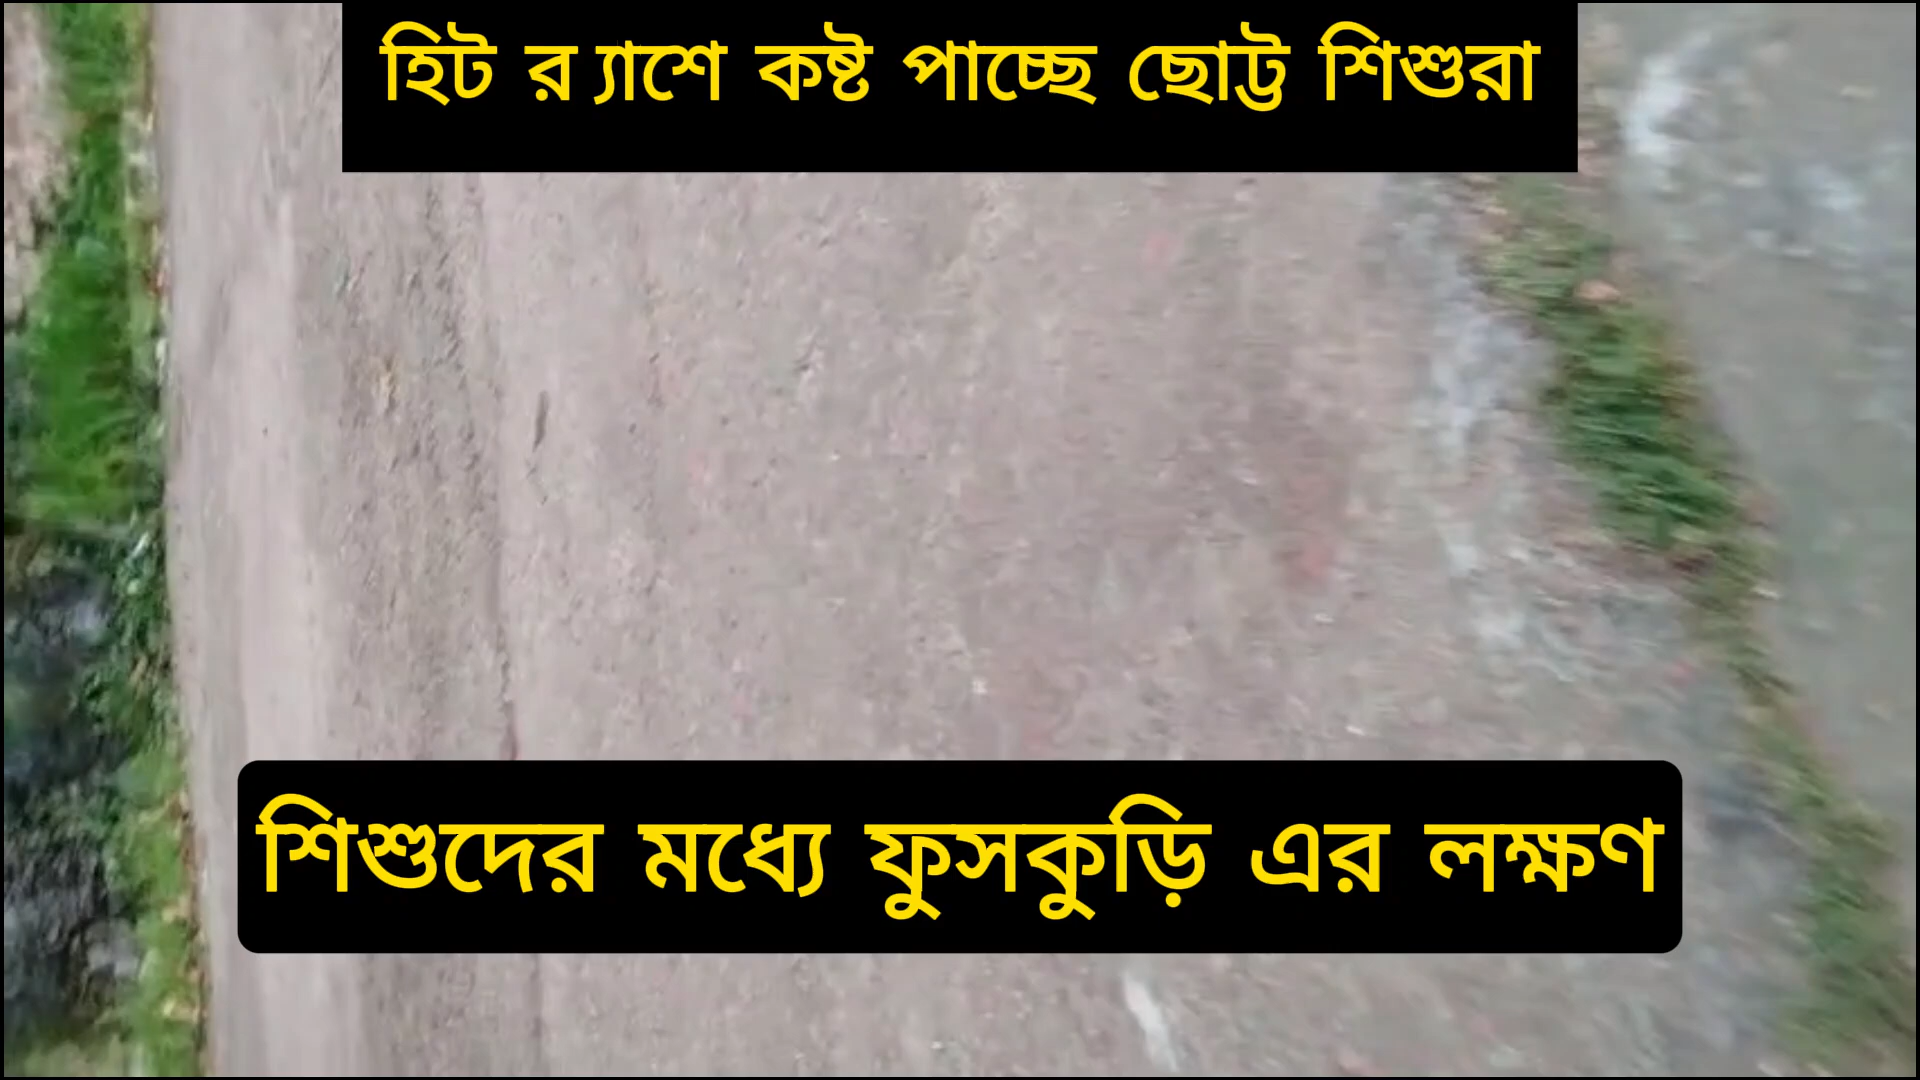 হিট র‍্যাশে কষ্ট পাচ্ছে ছোট্ট শিশুরা
শিশুদের মধ্যে ফুসকুড়ি এর লক্ষণ